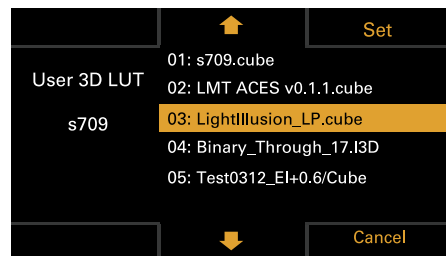 Set
User 3D LUT
s709
01: s709.cube
02: LMT ACES v0.1.1.cube
03: LightIllusion_LP.cube
04: Binary_Through_17.l3D
05: Test0312_EI+0.6/Cube
Cancel